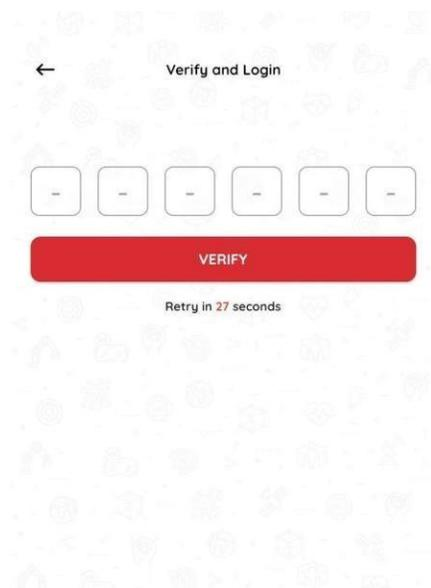 Verify and Login
- - - - - -
VERIFY
Retry in 27 seconds